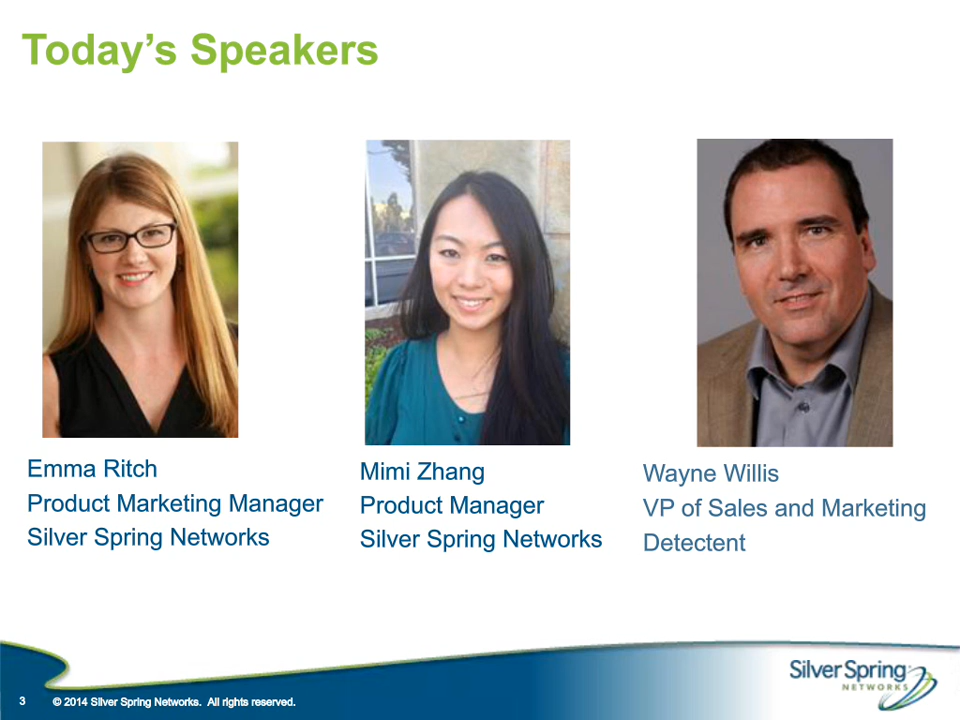 Today’s Speakers
Emma Ritch
Product Marketing Manager
Silver Spring Networks
Mimi Zhang
Product Manager
Silver Spring Networks
Wayne Willis
VP of Sales and Marketing
Detectent
3
© 2014 Silver Spring Networks. All rights reserved.
Silver Spring
NETWORKS